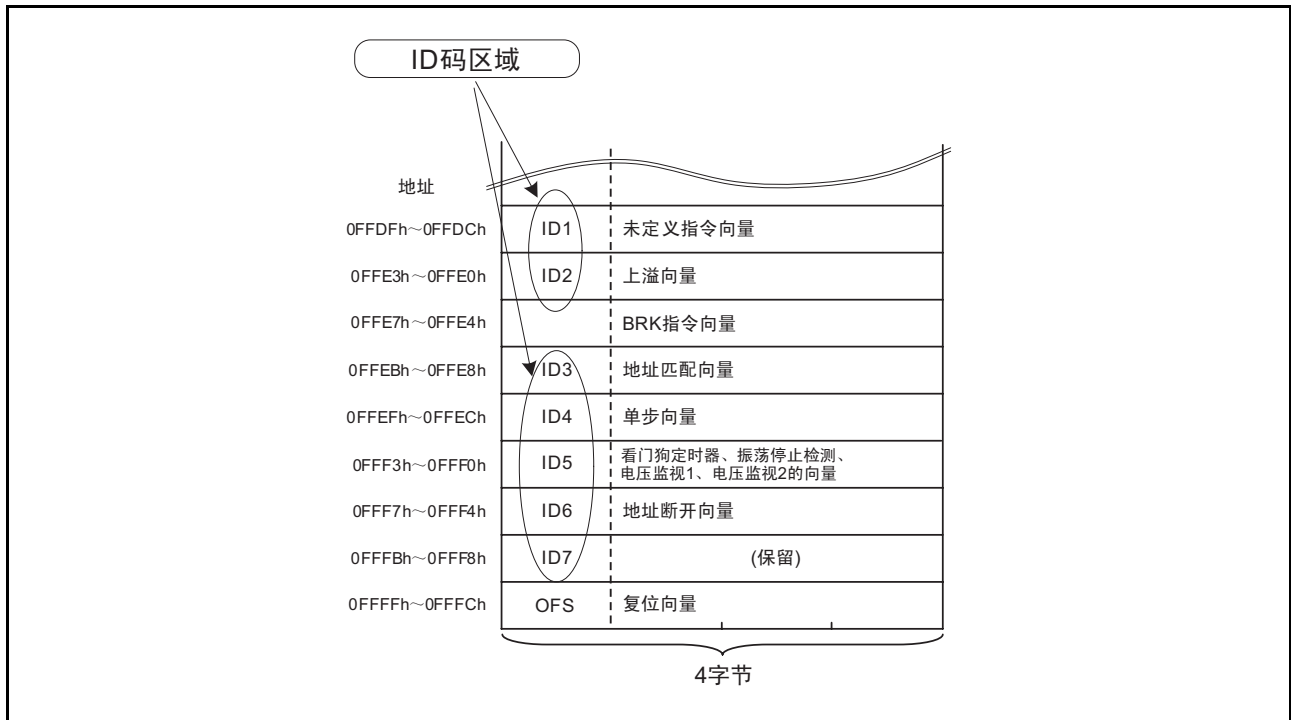 ID码区域
地址
0FFDFh～0FFDCh ID1 未定义指令向量
0FFE3h～0FFE0h ID2 上溢向量
0FFE7h～0FFE4h BRK指令向量
0FFEBh～0FFE8h ID3 地址匹配向量
0FFEFh～0FFECh ID4 单步向量
0FFF3h～0FFF0h ID5 看门狗定时器、振荡停止检测、
电压监视1、电压监视2的向量
0FFF7h～0FFF4h ID6 地址断开向量
0FFFBh～0FFF8h ID7 (保留)
0FFFFh～0FFFCh OFS 复位向量
4字节